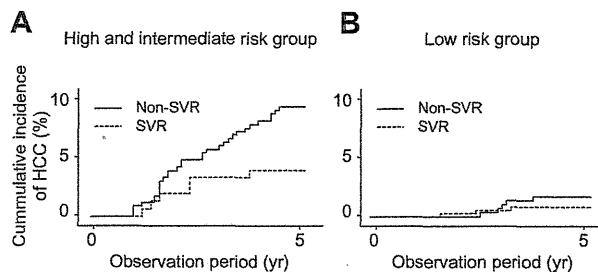 A
High and intermediate risk group
Cummulative incidence
of HCC (%)
10
5
0
Non-SVR
SVR
0
5
Observation period (yr)
B
Low risk group
10
5
0
Non-SVR
SVR
0
5
Observation period (yr)